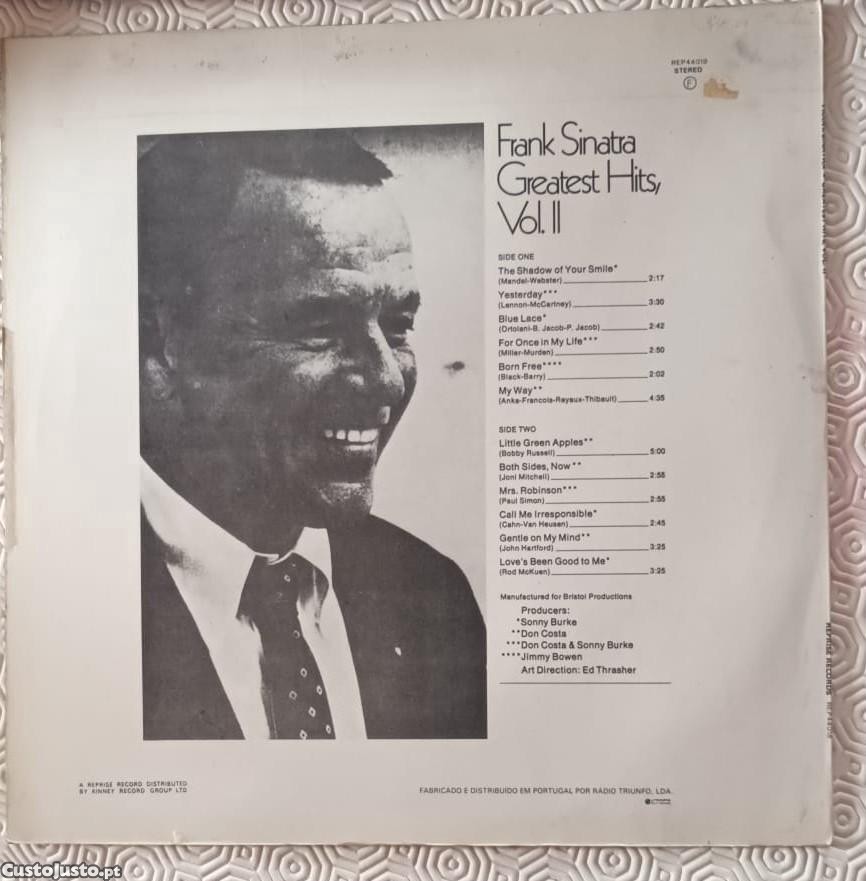 REP44018
STEREO
F
Frank Sinatra
Greatest Hits,
Vol. II
SIDE ONE
The Shadow of Your Smile*
(Mandel-Webster) 2:17
Yesterday***
(Lennon-McCartney) 3:30
Blue Lace*
(Ortolani-B. Jacob-P. Jacob) 2:42
For Once in My Life***
(Miller-Murden) 2:50
Born Free****
(Black-Barry) 2:02
My Way**
(Anka-Francois-Revaux-Thibault) 4:35
SIDE TWO
Little Green Apples**
(Bobby Russell) 5:00
Both Sides, Now**
(Joni Mitchell) 2:55
Mrs. Robinson***
(Paul Simon) 2:55
Call Me Irresponsible*
(Cahn-Van Heusen) 2:45
Gentle on My Mind**
(John Hartford) 3:25
Love's Been Good to Me*
(Rod McKuen) 3:25
Manufactured for Bristol Productions
Producers:
*Sonny Burke
**Don Costa
***Don Costa & Sonny Burke
****Jimmy Bowen
Art Direction: Ed Thrasher
A REPRISE RECORD DISTRIBUTED
BY KINNEY RECORD GROUP LTD
FABRICADO E DISTRIBUÍDO EM PORTUGAL POR RÁDIO TRIUNFO, LDA.
REPRISE RECORDS REP44018
CustoJusto.pt